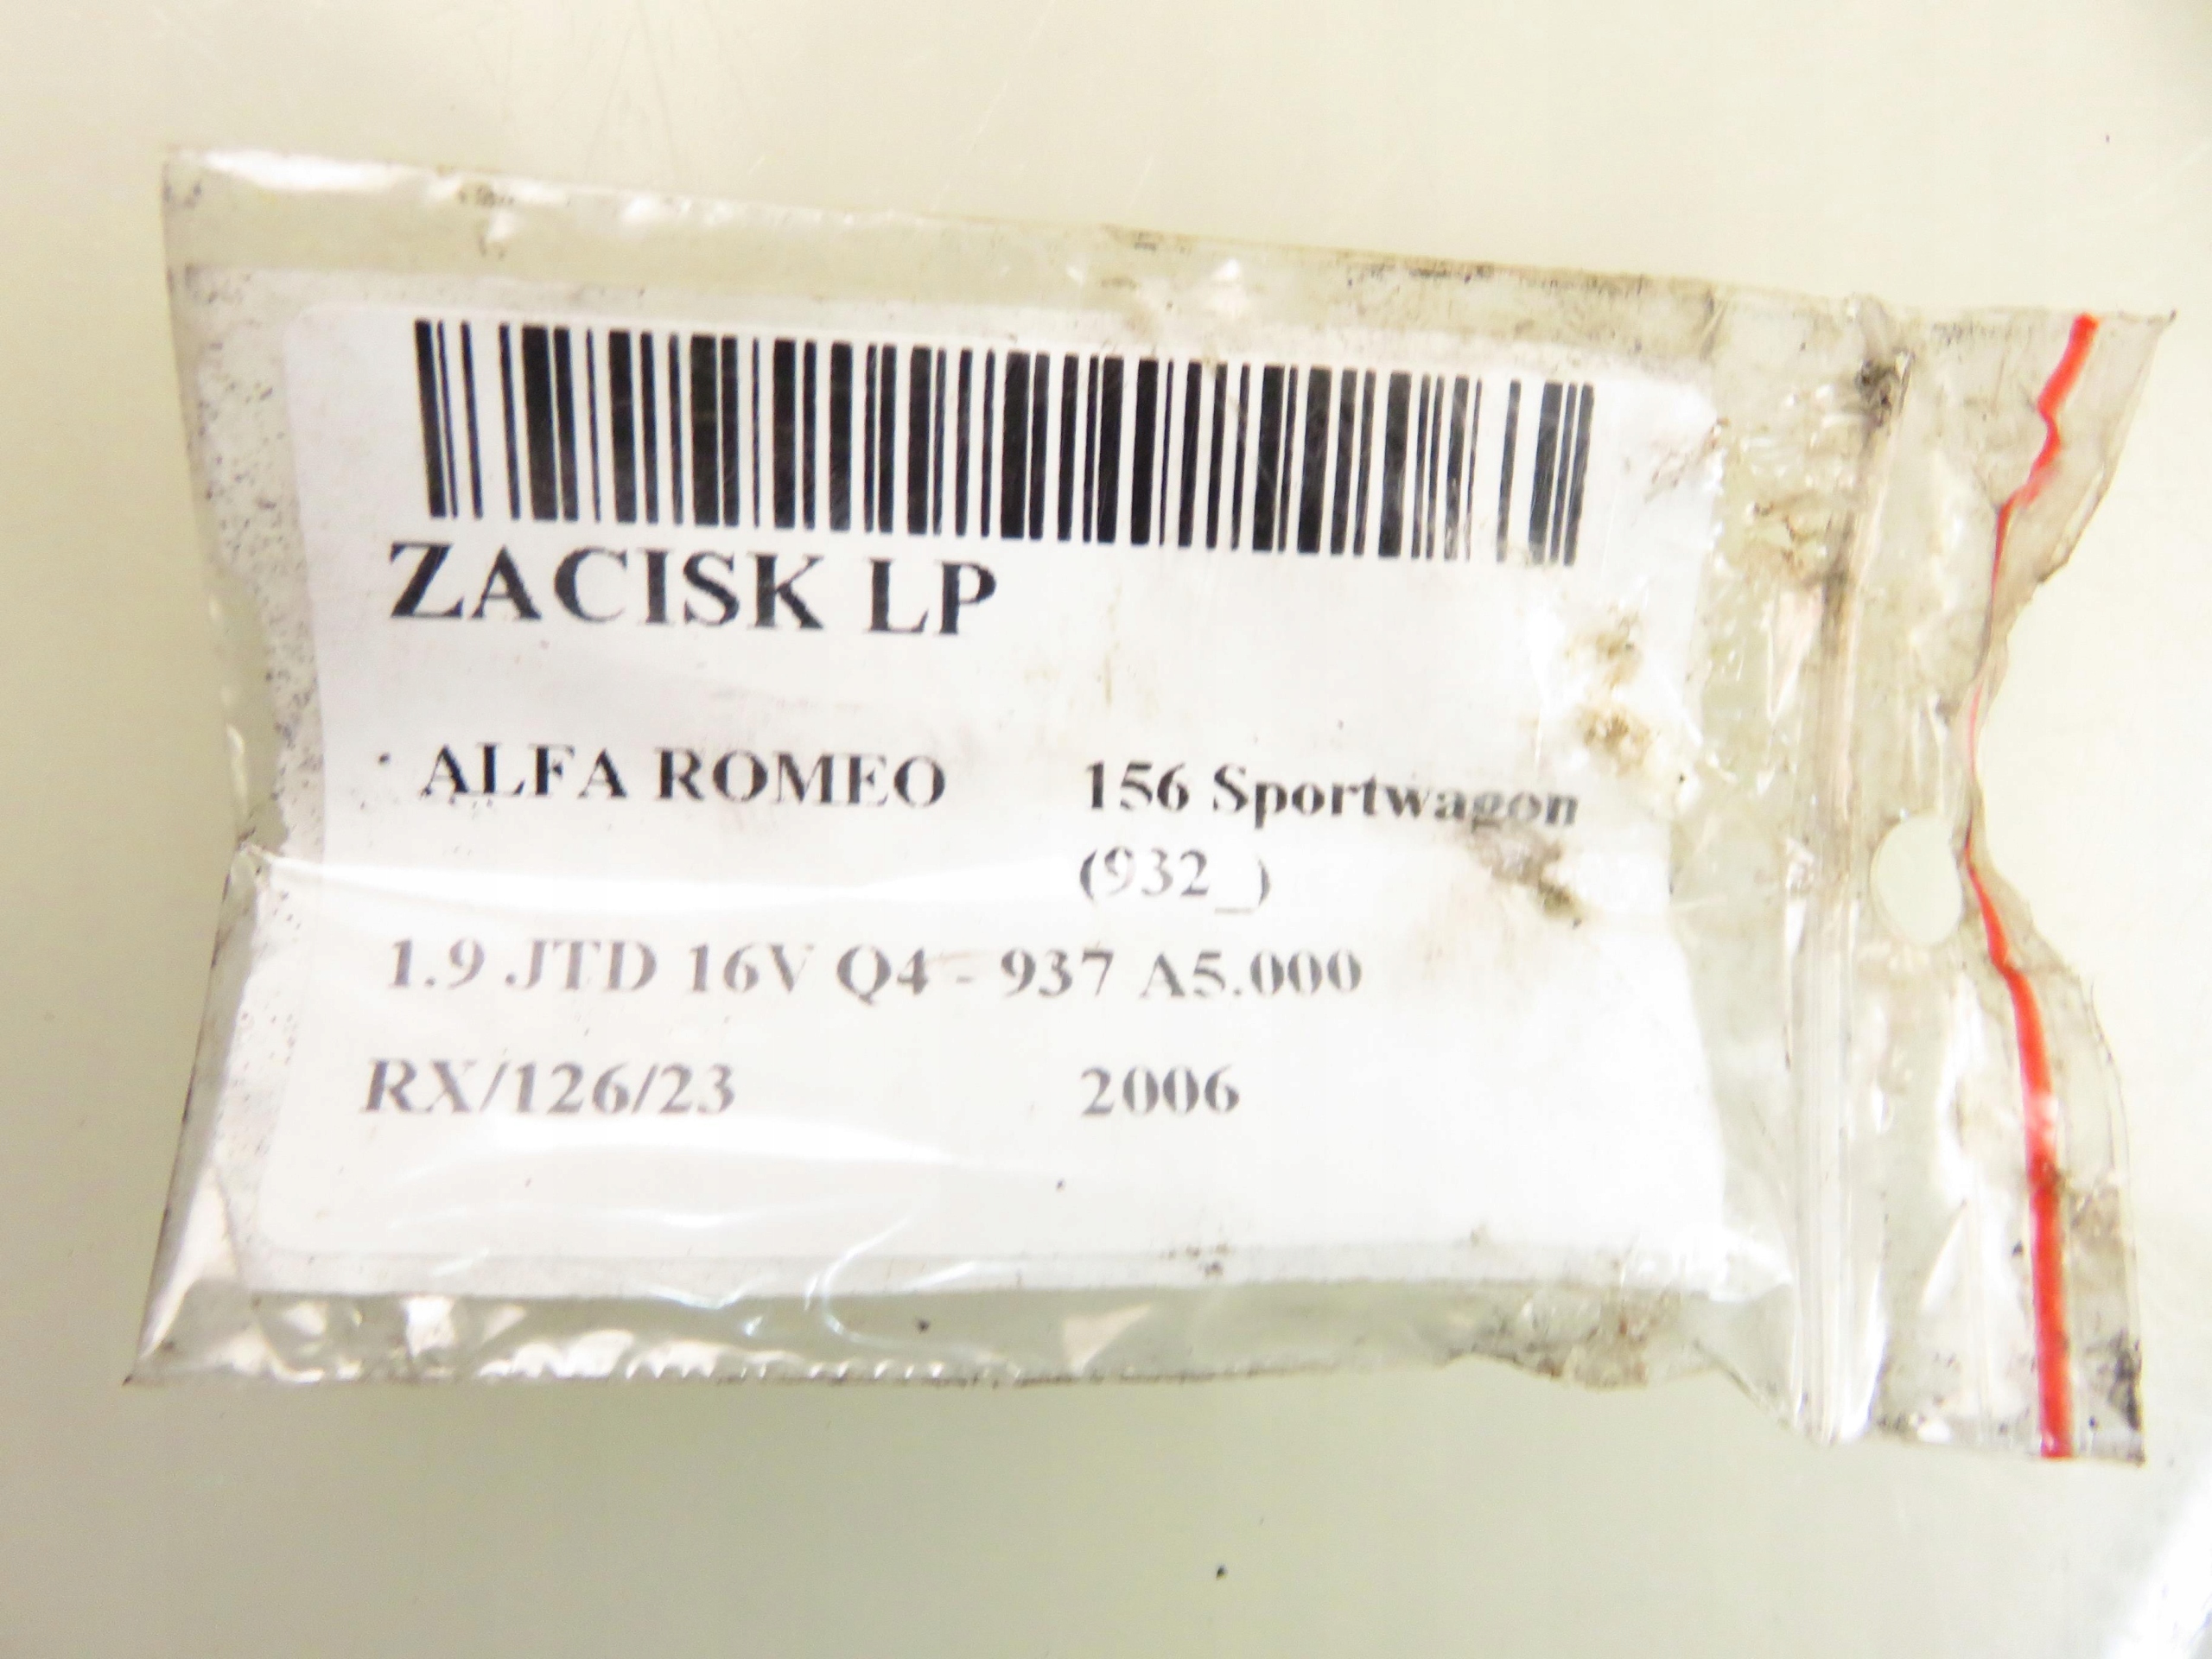 ZACISK LP
ALFA ROMEO 156 Sportwagon
(932_)
1.9 JTD 16V Q4 - 937 A5.000
RX/126/23 2006